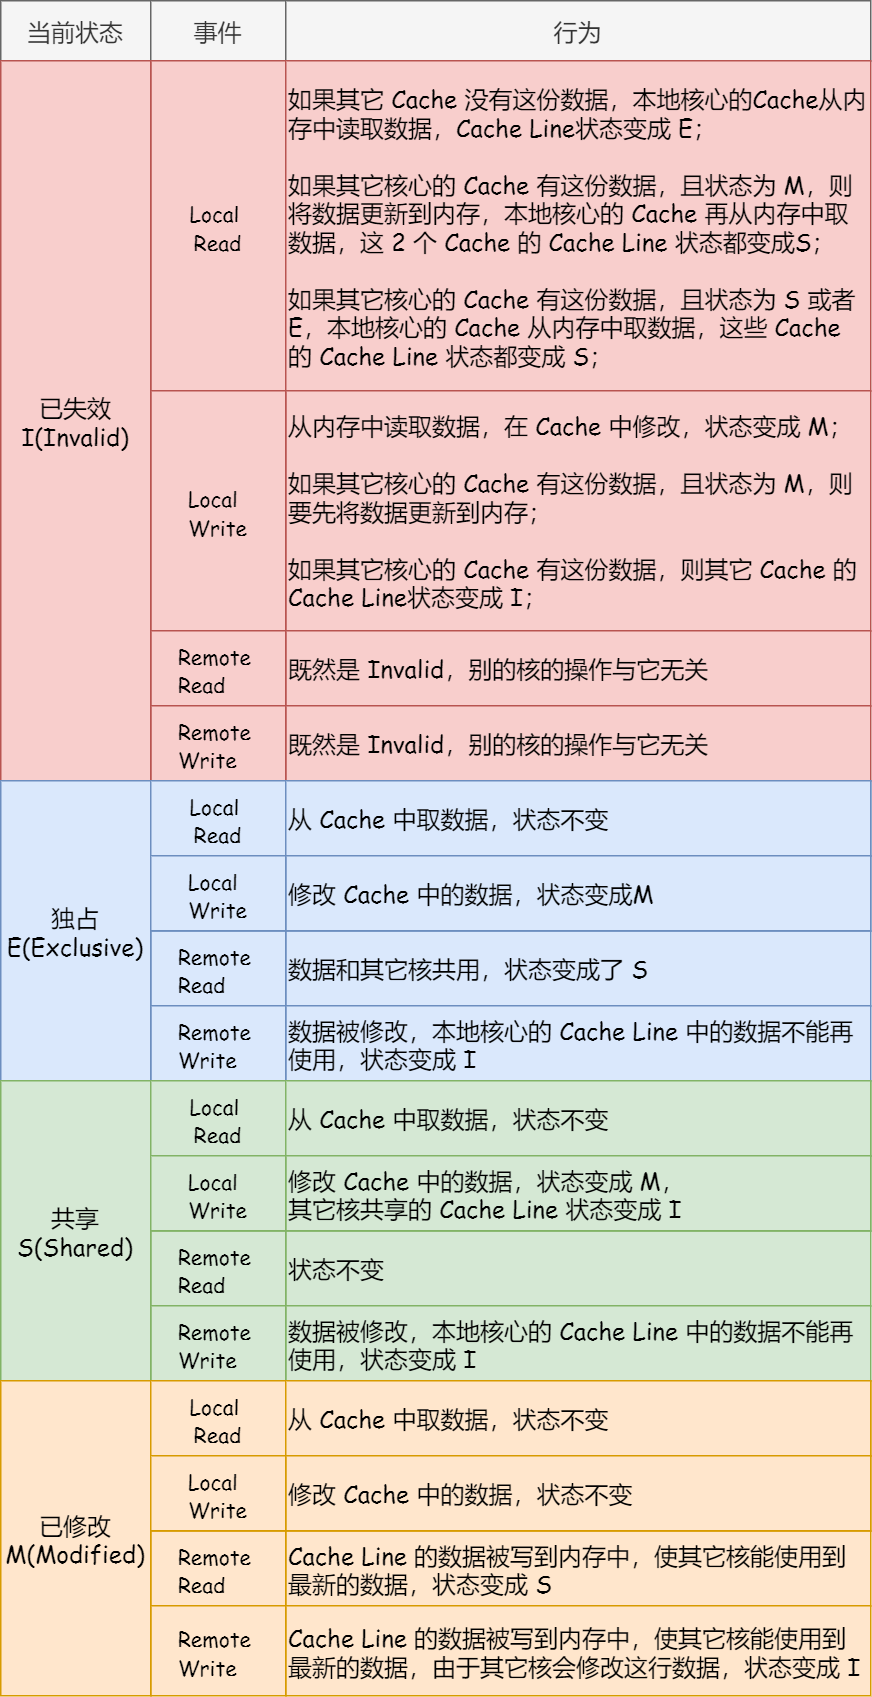 当前状态
事件
行为
已失效
I(Invalid)
Local
Read
如果其它 Cache 没有这份数据，本地核心的Cache从内
存中读取数据，Cache Line状态变成 E；
如果其它核心的 Cache 有这份数据，且状态为 M，则
将数据更新到内存，本地核心的 Cache 再从内存中取
数据，这 2 个 Cache 的 Cache Line 状态都变成S；
如果其它核心的 Cache 有这份数据，且状态为 S 或者
E，本地核心的 Cache 从内存中取数据，这些 Cache
的 Cache Line 状态都变成 S；
Local
Write
从内存中读取数据，在 Cache 中修改，状态变成 M；
如果其它核心的 Cache 有这份数据，且状态为 M，则
要先将数据更新到内存；
如果其它核心的 Cache 有这份数据，则其它 Cache 的
Cache Line状态变成 I；
Remote
Read
既然是 Invalid，别的核的操作与它无关
Remote
Write
既然是 Invalid，别的核的操作与它无关
独占
E(Exclusive)
Local
Read
从 Cache 中取数据，状态不变
Local
Write
修改 Cache 中的数据，状态变成M
Remote
Read
数据和其它核共用，状态变成了 S
Remote
Write
数据被修改，本地核心的 Cache Line 中的数据不能再
使用，状态变成 I
共享
S(Shared)
Local
Read
从 Cache 中取数据，状态不变
Local
Write
修改 Cache 中的数据，状态变成 M，
其它核共享的 Cache Line 状态变成 I
Remote
Read
状态不变
Remote
Write
数据被修改，本地核心的 Cache Line 中的数据不能再
使用，状态变成 I
已修改
M(Modified)
Local
Read
从 Cache 中取数据，状态不变
Local
Write
修改 Cache 中的数据，状态不变
Remote
Read
Cache Line 的数据被写到内存中，使其它核能使用到
最新的数据，状态变成 S
Remote
Write
Cache Line 的数据被写到内存中，使其它核能使用到
最新的数据，由于其它核会修改这行数据，状态变成 I